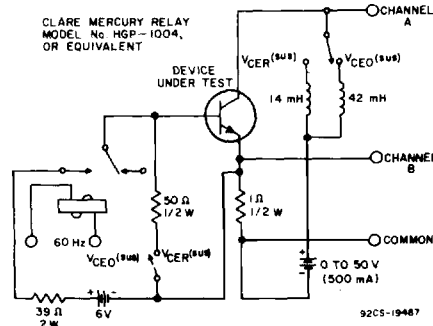 CLARE MERCURY RELAY
MODEL No. HGP-1004,
OR EQUIVALENT
CHANNEL
A
DEVICE
UNDER TEST
VCER(sus)
VCEO(sus)
14 mH
42 mH
CHANNEL
B
50Ω
1/2 W
1Ω
1/2 W
60 Hz
VCEO(sus)
VCER(sus)
COMMON
+
-
0 TO 50 V
(500 mA)
39 Ω
2 W
+
-
6V
92CS-19487